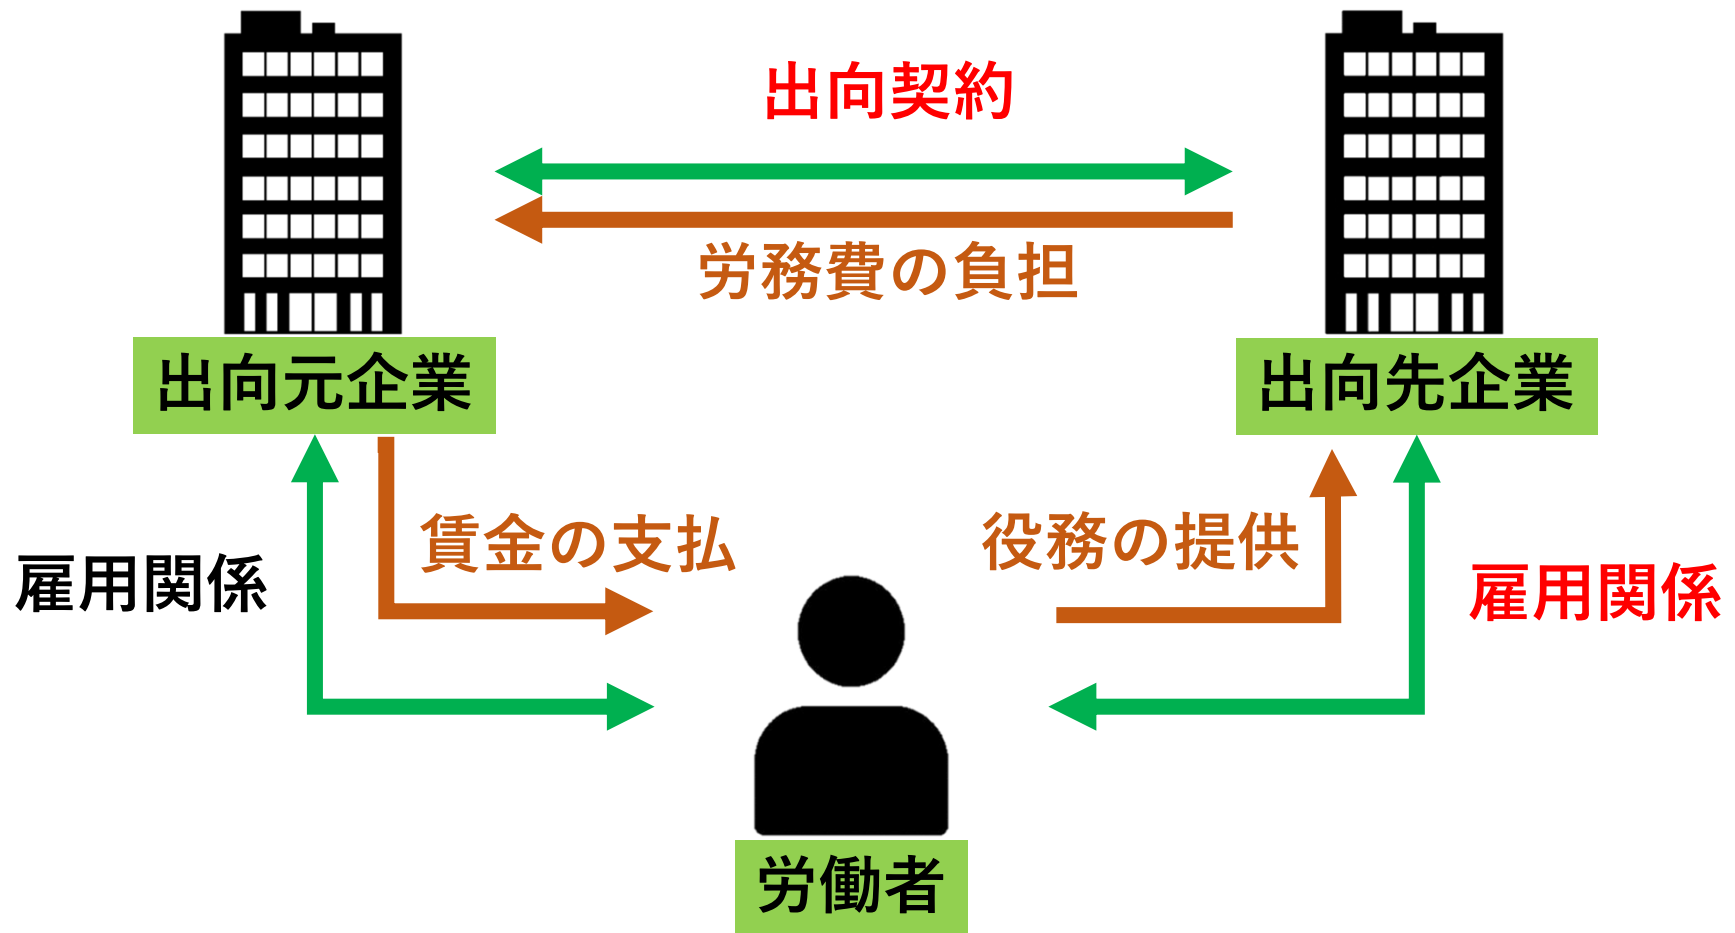 出向契約
労務費の負担
出向元企業
出向先企業
賃金の支払
役務の提供
雇用関係
雇用関係
労働者